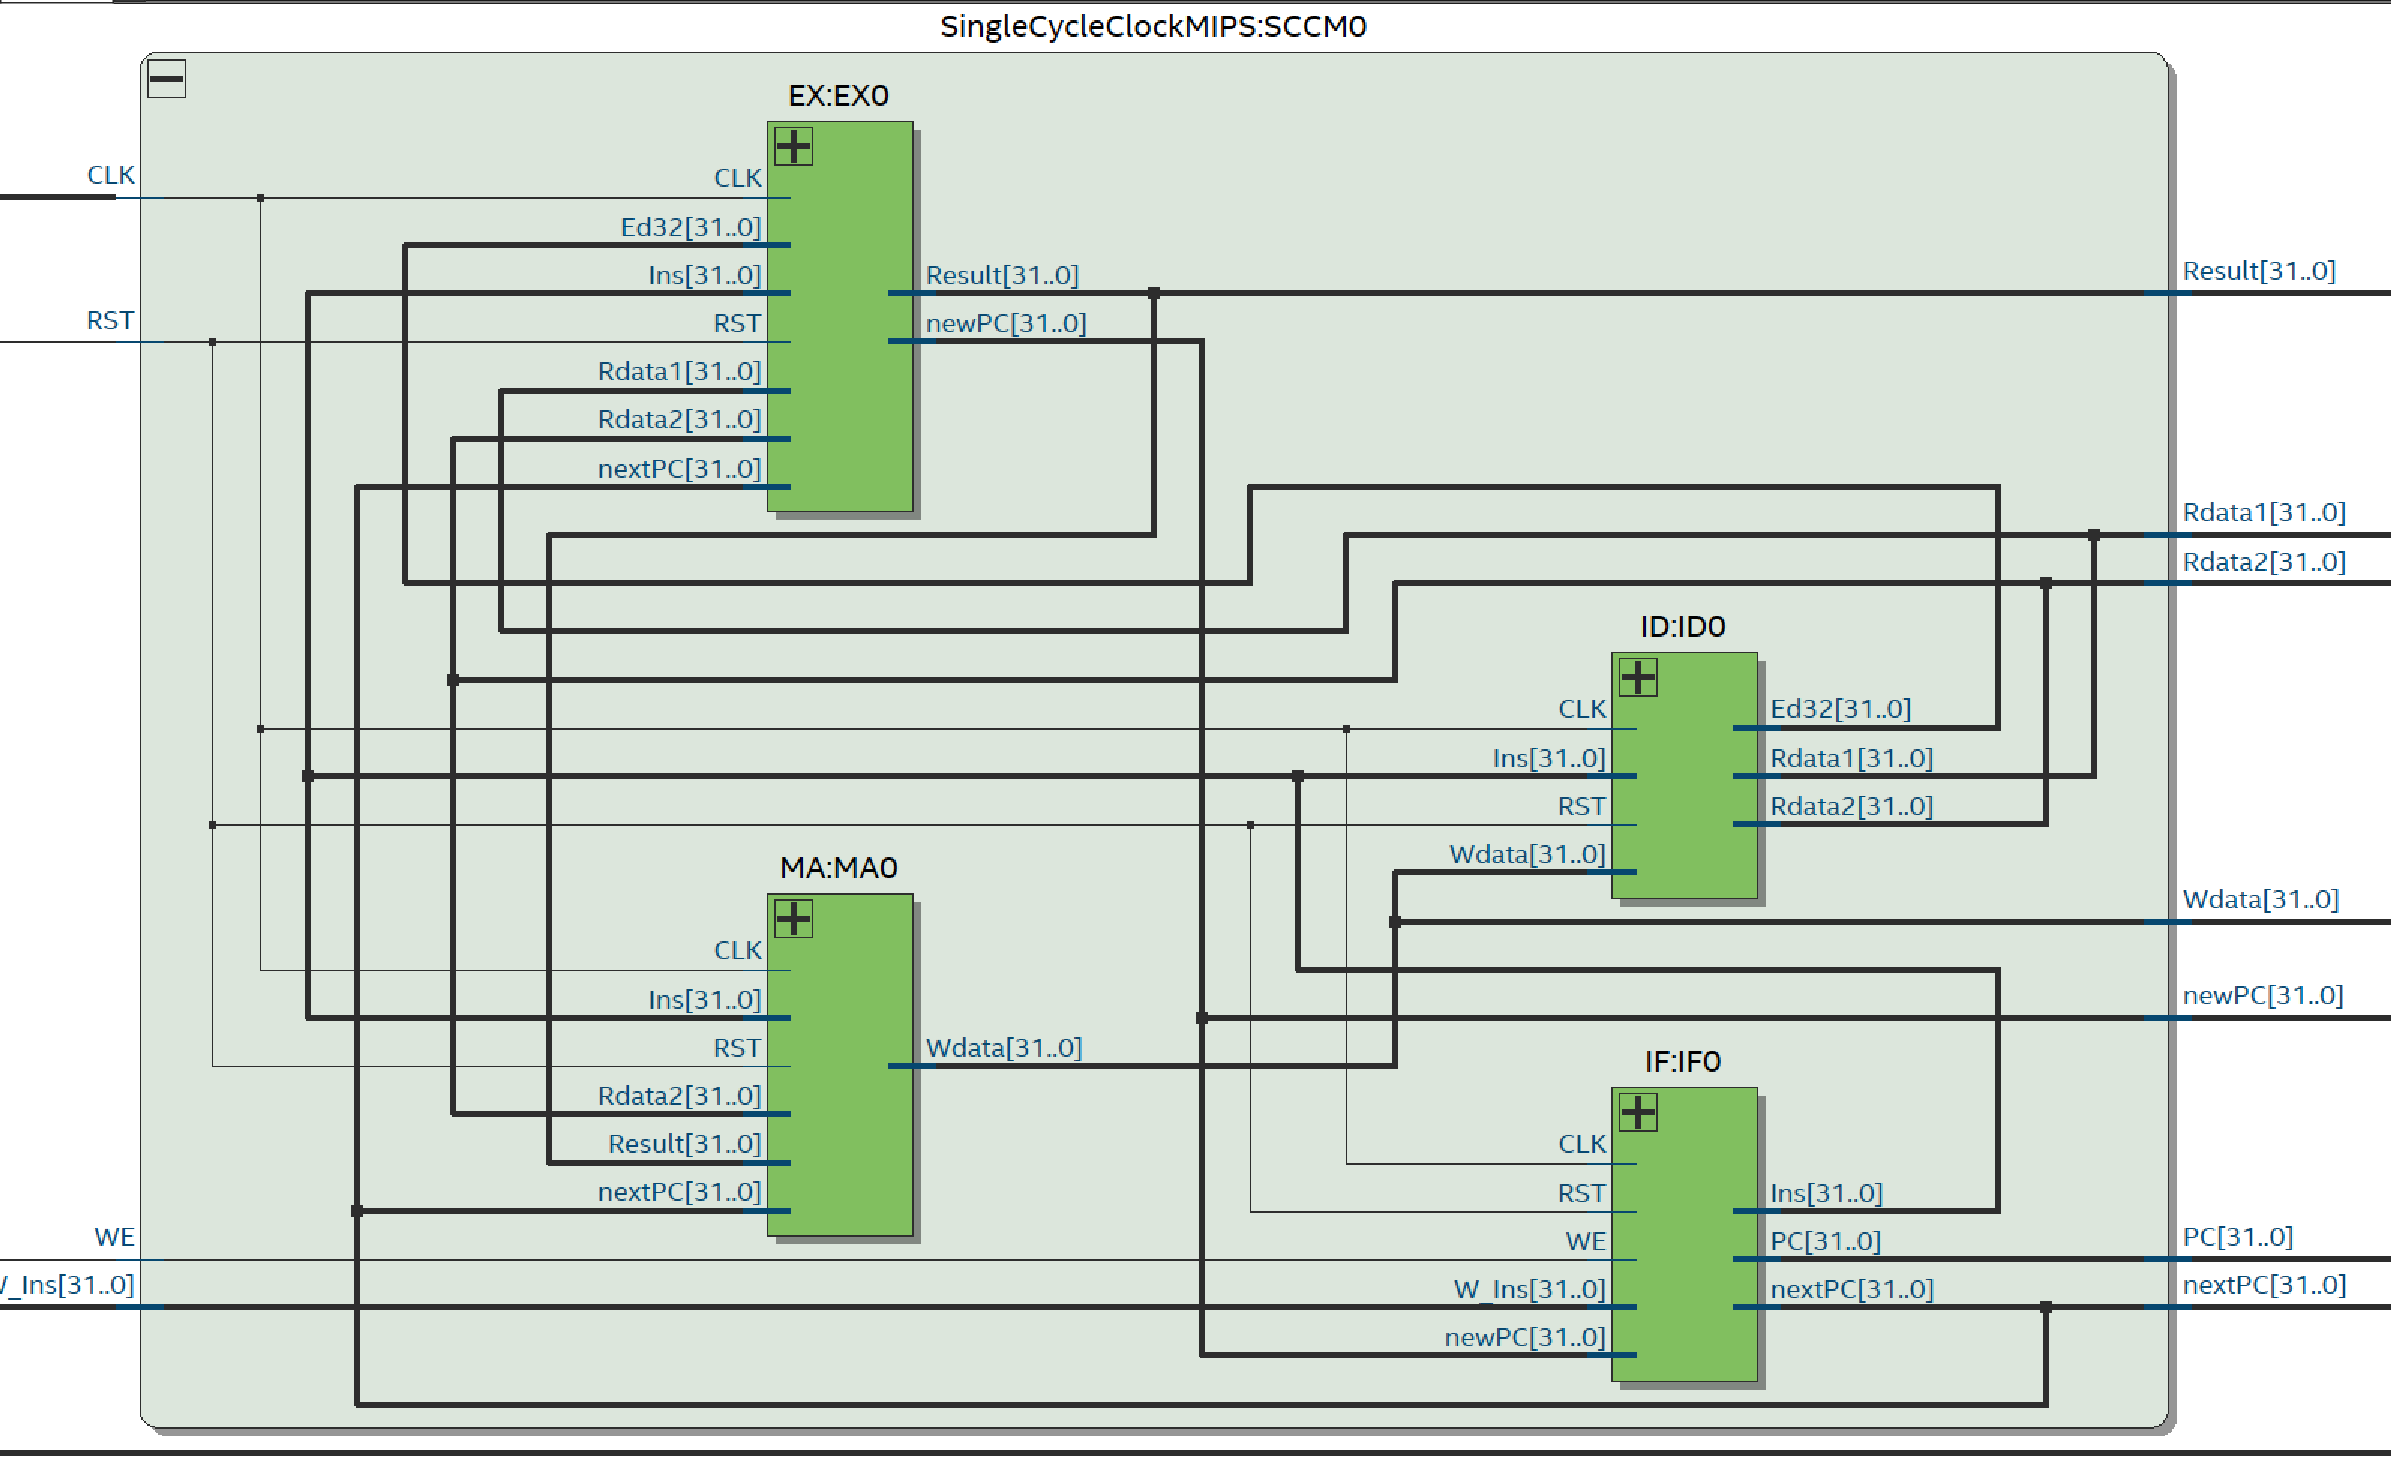 SingleCycleClockMIPS:SCCM0
EX:EX0
CLK
CLK
Ed32[31..0]
Ins[31..0]
Result[31..0]
Result[31..0]
RST
RST
newPC[31..0]
Rdata1[31..0]
Rdata2[31..0]
nextPC[31..0]
Rdata1[31..0]
Rdata2[31..0]
ID:ID0
CLK
Ed32[31..0]
Ins[31..0]
Rdata1[31..0]
RST
Rdata2[31..0]
Wdata[31..0]
MA:MA0
Wdata[31..0]
CLK
Ins[31..0]
newPC[31..0]
RST
Wdata[31..0]
IF:IF0
Rdata2[31..0]
Result[31..0]
CLK
nextPC[31..0]
RST
Ins[31..0]
WE
WE
PC[31..0]
PC[31..0]
W_Ins[31..0]
W_Ins[31..0]
nextPC[31..0]
nextPC[31..0]
newPC[31..0]